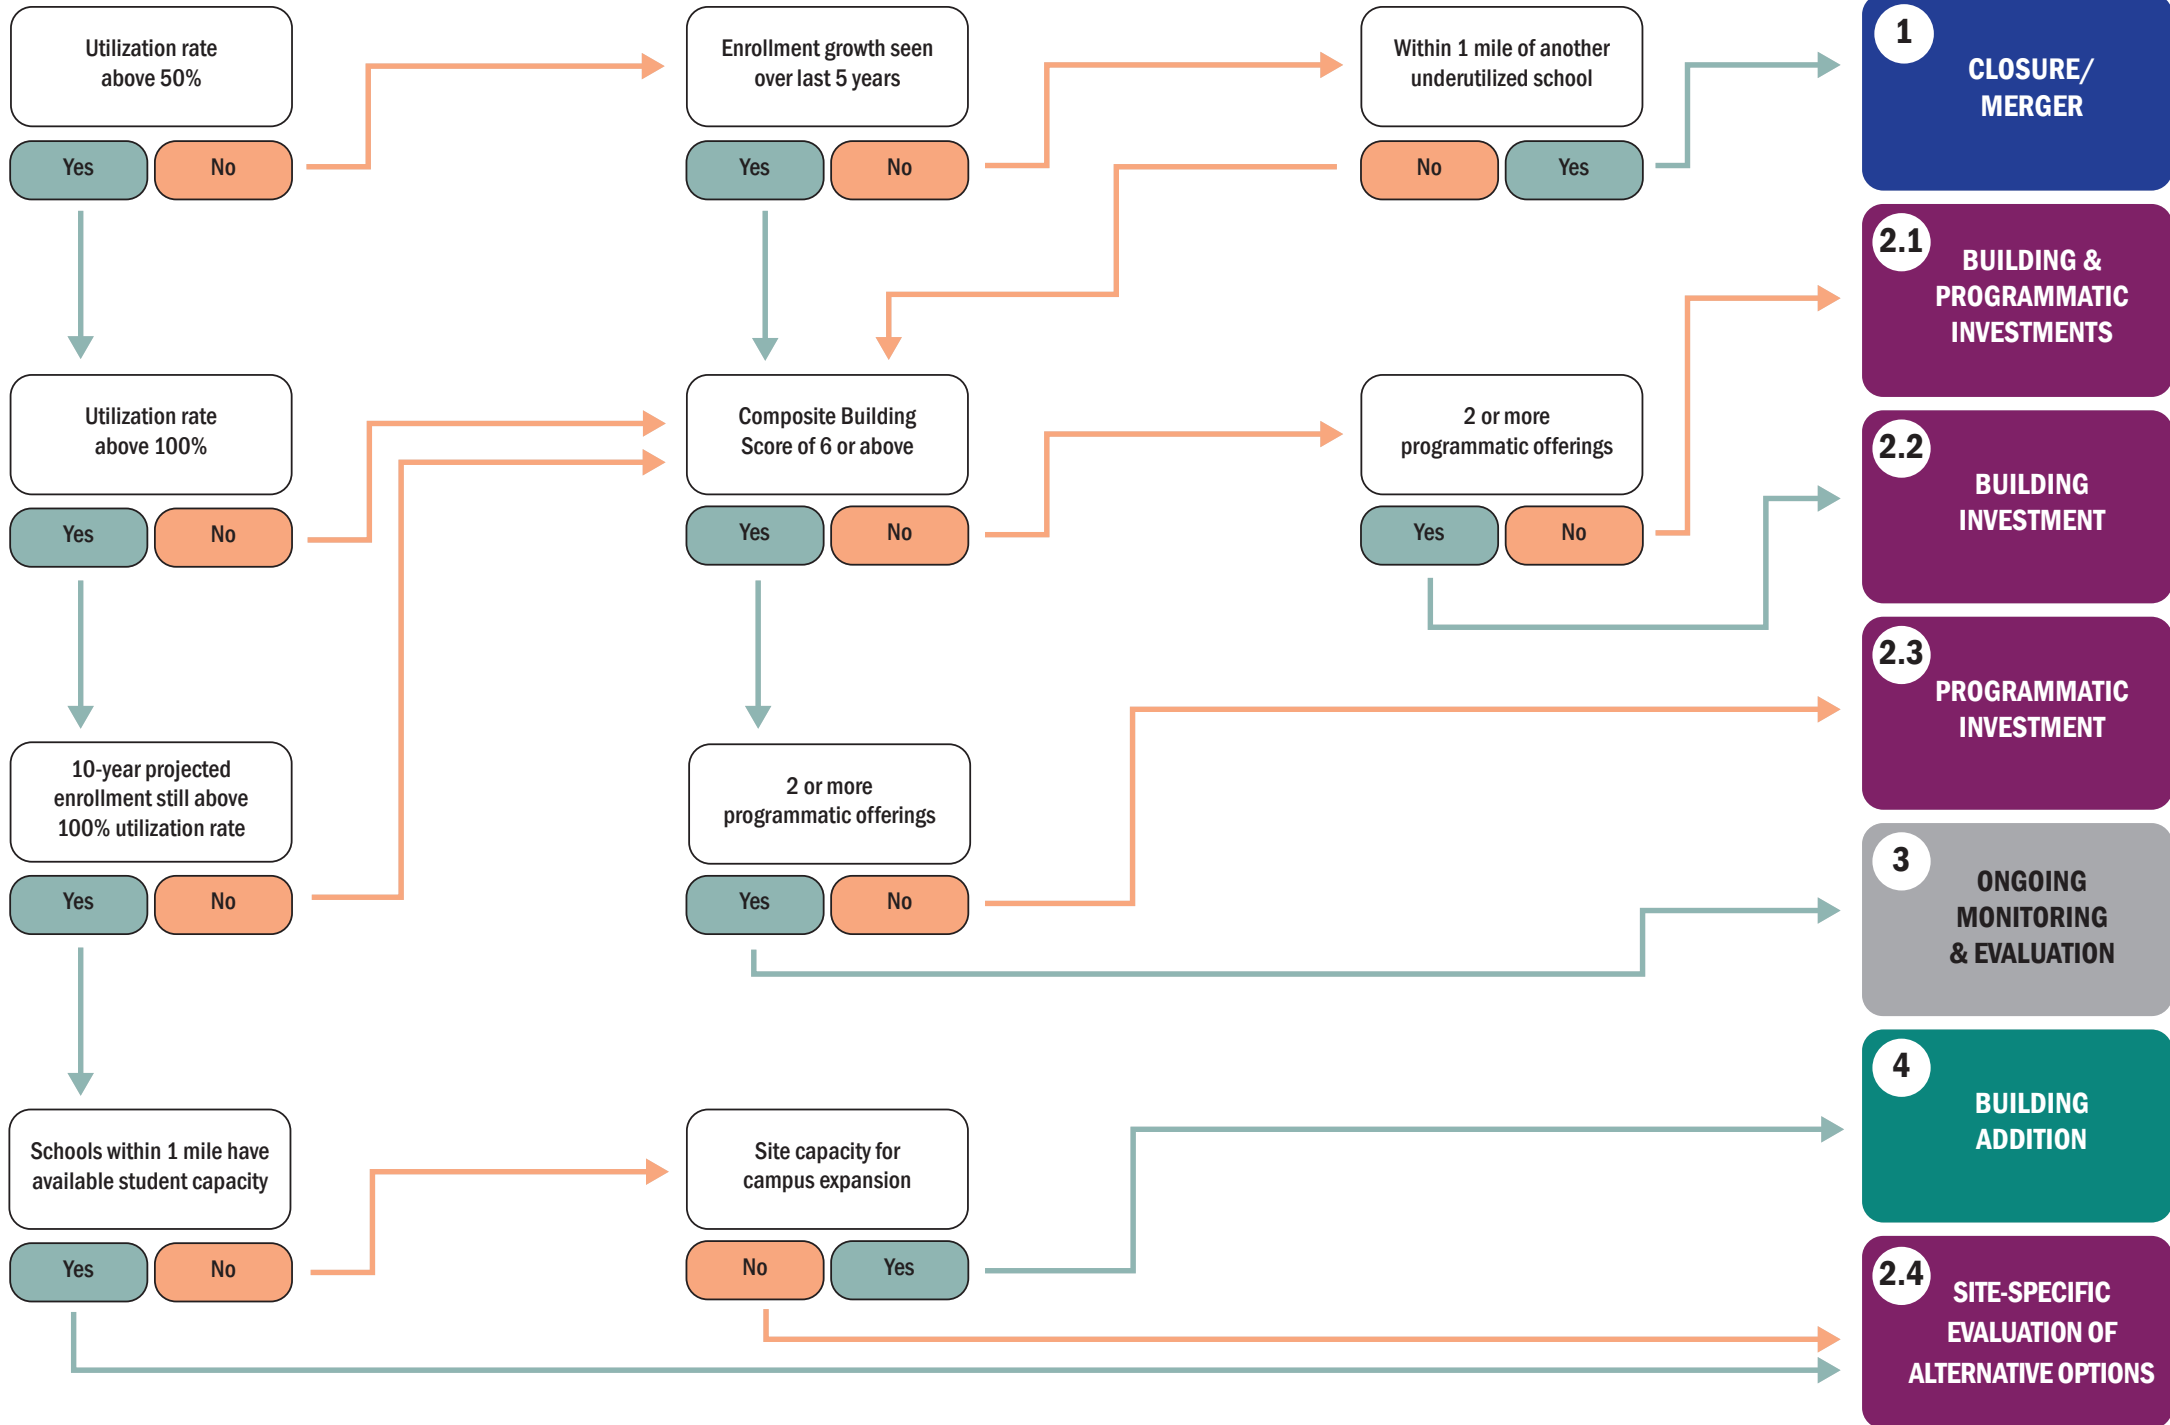 Utilization rate
above 50%
Yes
No
Enrollment growth seen
over last 5 years
Yes
No
Within 1 mile of another
underutilized school
No
Yes
1
CLOSURE/
MERGER
2.1
BUILDING &
PROGRAMMATIC
INVESTMENTS
Utilization rate
above 100%
Yes
No
Composite Building
Score of 6 or above
Yes
No
2 or more
programmatic offerings
Yes
No
2.2
BUILDING
INVESTMENT
2.3
PROGRAMMATIC
INVESTMENT
10-year projected
enrollment still above
100% utilization rate
Yes
No
2 or more
programmatic offerings
Yes
No
3
ONGOING
MONITORING
& EVALUATION
4
BUILDING
ADDITION
Schools within 1 mile have
available student capacity
Yes
No
Site capacity for
campus expansion
No
Yes
2.4
SITE-SPECIFIC
EVALUATION OF
ALTERNATIVE OPTIONS